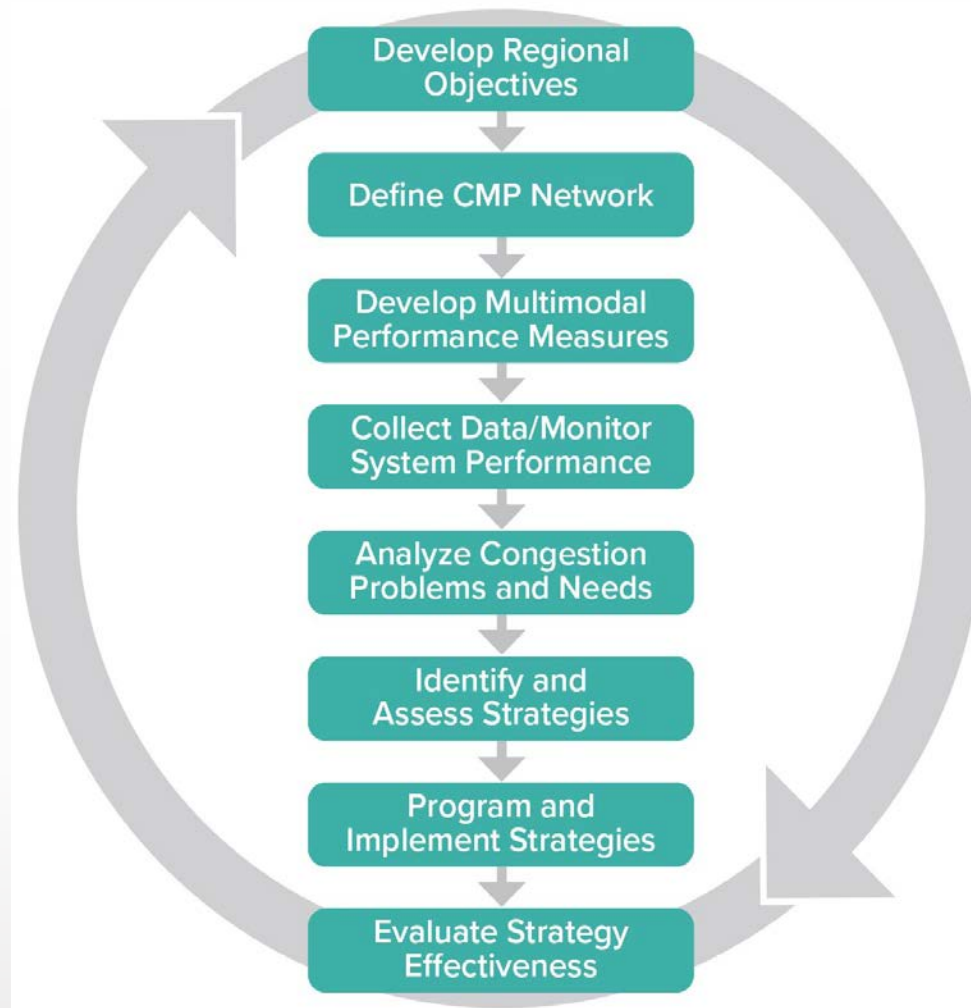 Develop Regional
Objectives
Define CMP Network
Develop Multimodal
Performance Measures
Collect Data/Monitor
System Performance
Analyze Congestion
Problems and Needs
Identify and
Assess Strategies
Program and
Implement Strategies
Evaluate Strategy
Effectiveness